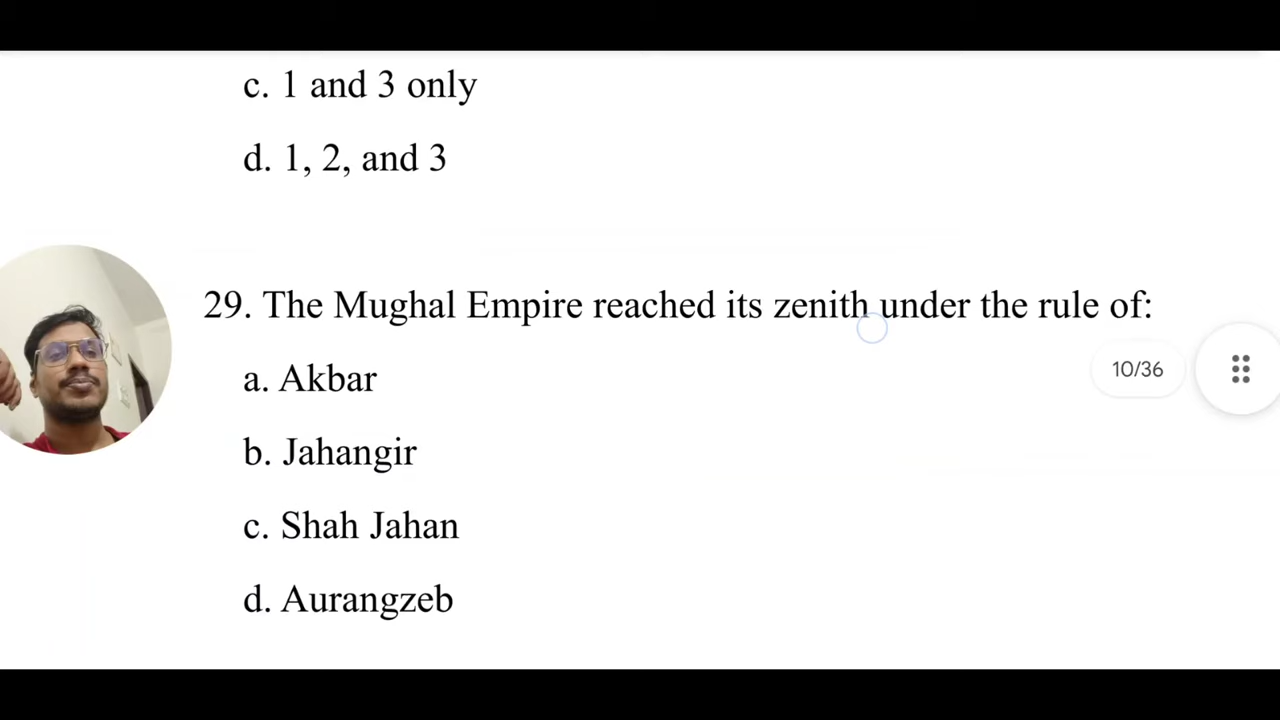 c. 1 and 3 only
d. 1, 2, and 3
29. The Mughal Empire reached its zenith under the rule of:
10/36
a. Akbar
b. Jahangir
c. Shah Jahan
d. Aurangzeb